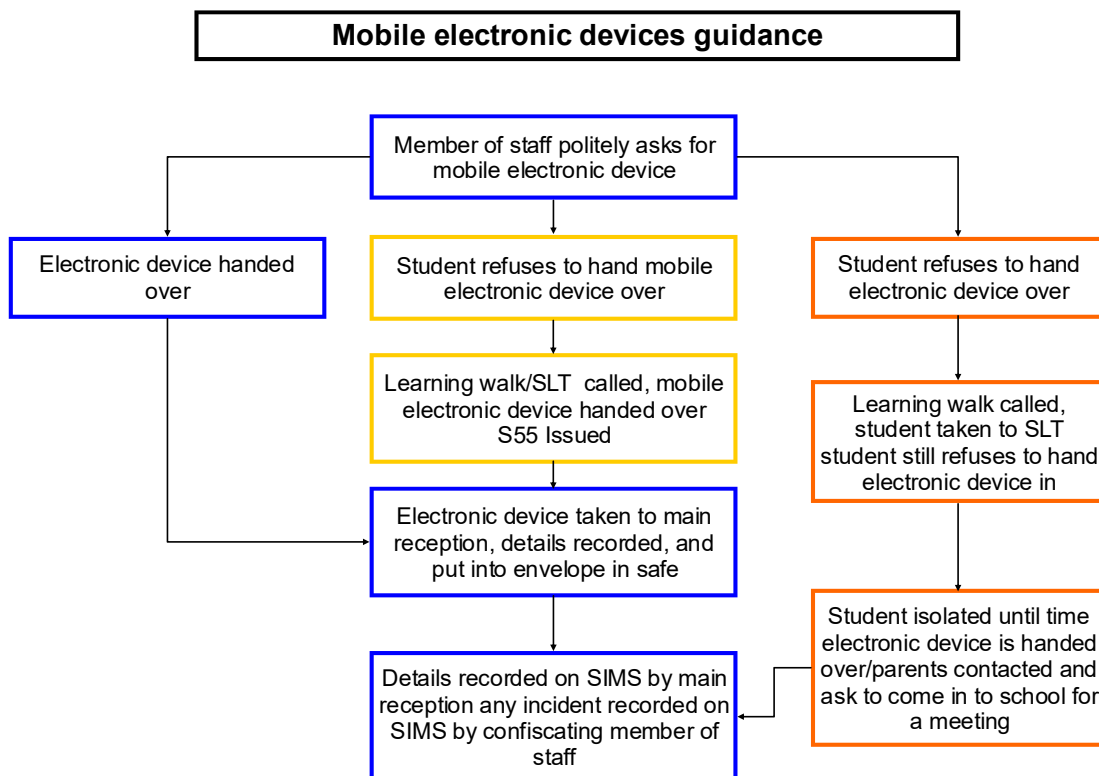 Mobile electronic devices guidance
Member of staff politely asks for
mobile electronic device
Electronic device handed
over
Student refuses to hand mobile
electronic device over
Student refuses to hand
electronic device over
Learning walk/SLT called, mobile
electronic device handed over
S55 Issued
Learning walk called,
student taken to SLT
student still refuses to hand
electronic device in
Electronic device taken to main
reception, details recorded, and
put into envelope in safe
Student isolated until time
electronic device is handed
over/parents contacted and
ask to come in to school for
a meeting
Details recorded on SIMS by main
reception any incident recorded on
SIMS by confiscating member of
staff